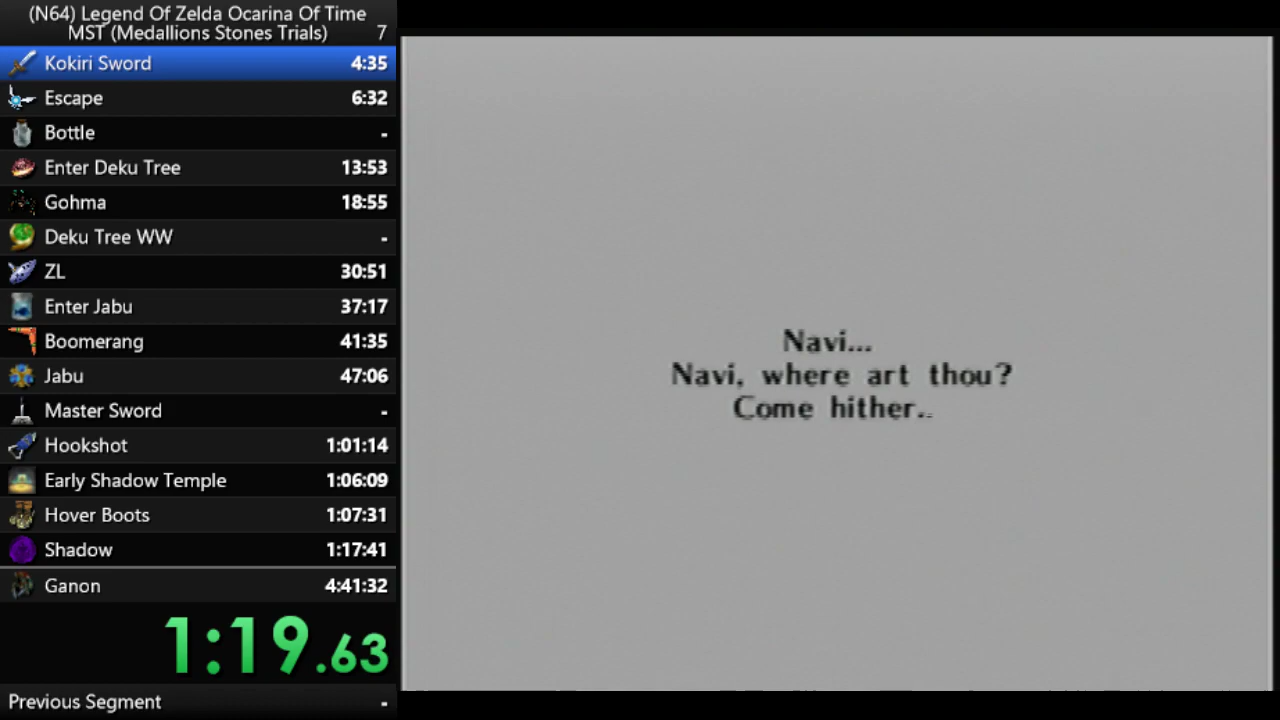 (N64) Legend Of Zelda Ocarina Of Time
MST (Medallions Stones Trials) 7
Kokiri Sword 4:35
Escape 6:32
Bottle -
Enter Deku Tree 13:53
Gohma 18:55
Deku Tree WW -
ZL 30:51
Enter Jabu 37:17
Boomerang 41:35
Jabu 47:06
Master Sword -
Hookshot 1:01:14
Early Shadow Temple 1:06:09
Hover Boots 1:07:31
Shadow 1:17:41
Ganon 4:41:32
1:19.63
Previous Segment -
Navi...
Navi, where art thou?
Come hither..